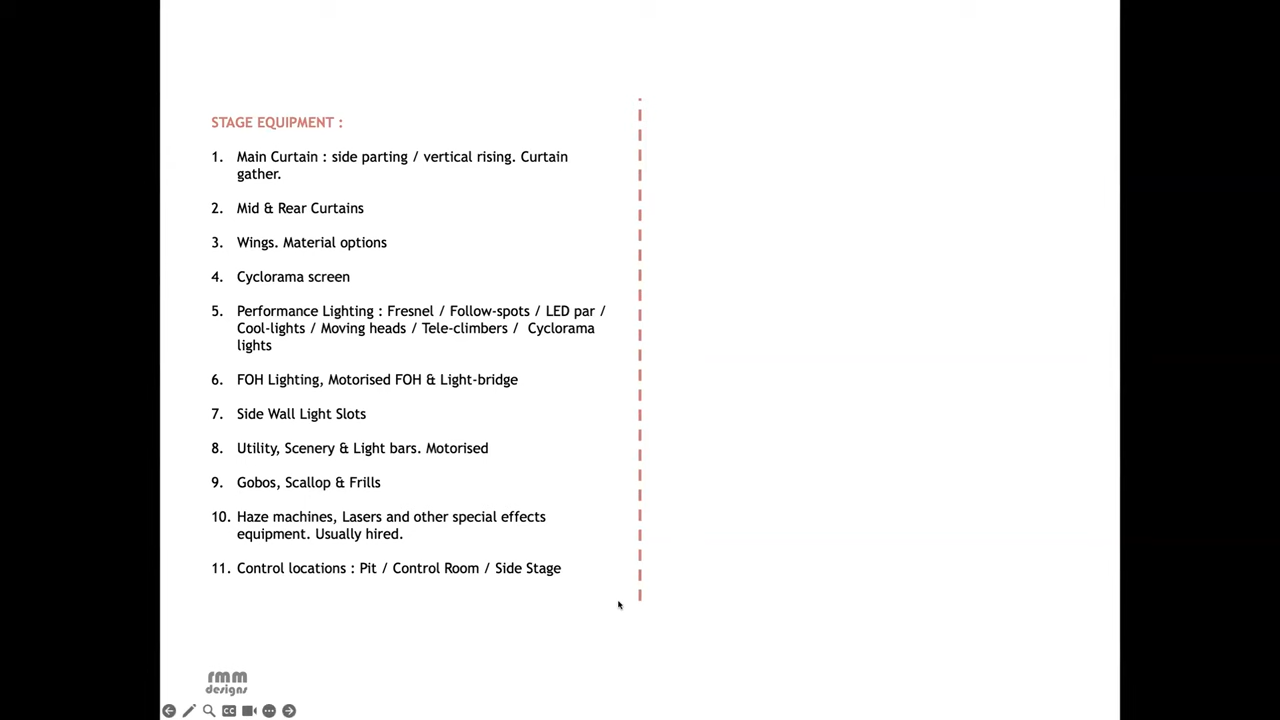 STAGE EQUIPMENT :
1. Main Curtain : side parting / vertical rising. Curtain
gather.
2. Mid & Rear Curtains
3. Wings. Material options
4. Cyclorama screen
5. Performance Lighting : Fresnel / Follow-spots / LED par /
Cool-lights / Moving heads / Tele-climbers / Cyclorama
lights
6. FOH Lighting, Motorised FOH & Light-bridge
7. Side Wall Light Slots
8. Utility, Scenery & Light bars. Motorised
9. Gobos, Scallop & Frills
10. Haze machines, Lasers and other special effects
equipment. Usually hired.
11. Control locations : Pit / Control Room / Side Stage
rmm
designs
CC